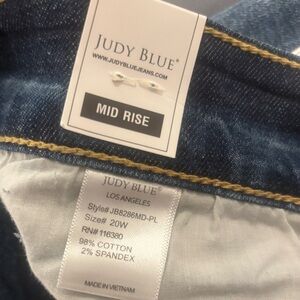 JUDY BLUE®
WWW.JUDYBLUEJEANS.COM
MID RISE
JUDY BLUE®
LOS ANGELES
Style# JB8286MD-PL
Size# 20W
RN# 116380
98% COTTON
2% SPANDEX
MADE IN VIETNAM